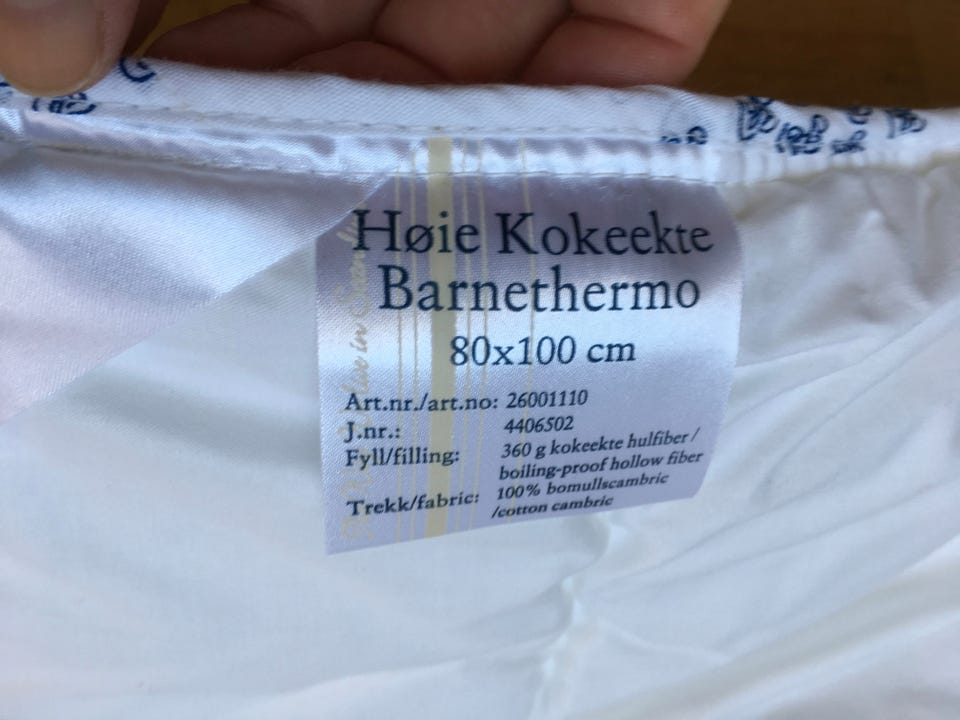 Høie Kokeekte
Barnethermo
80x100 cm
Art.nr./art.no: 26001110
J.nr.: 4406502
Fyll/filling: 360 g kokeekte hulfiber /
boiling-proof hollow fiber
Trekk/fabric: 100% bomullscambric
/cotton cambric